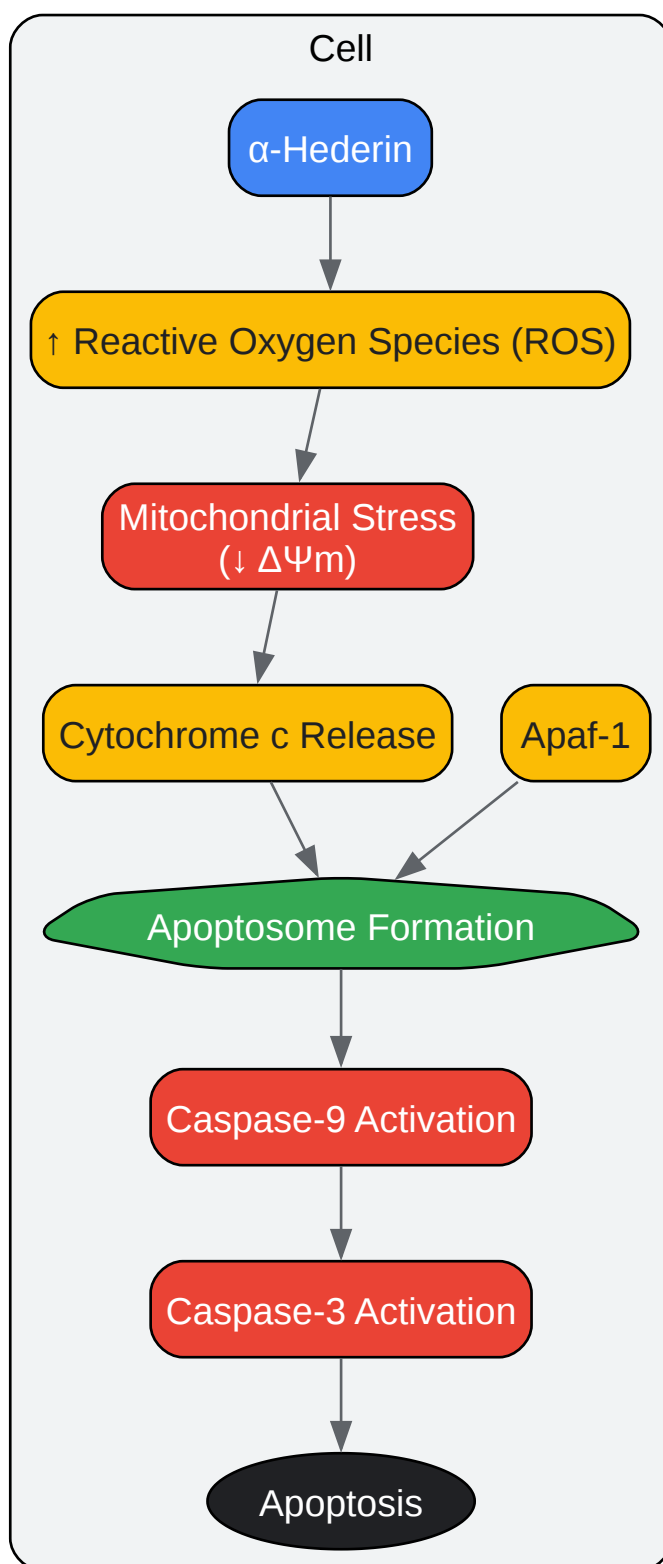 Cell
α-Hederin
↑ Reactive Oxygen Species (ROS)
Mitochondrial Stress
(↓ ΔΨm)
Cytochrome c Release
Apaf-1
Apoptosome Formation
Caspase-9 Activation
Caspase-3 Activation
Apoptosis